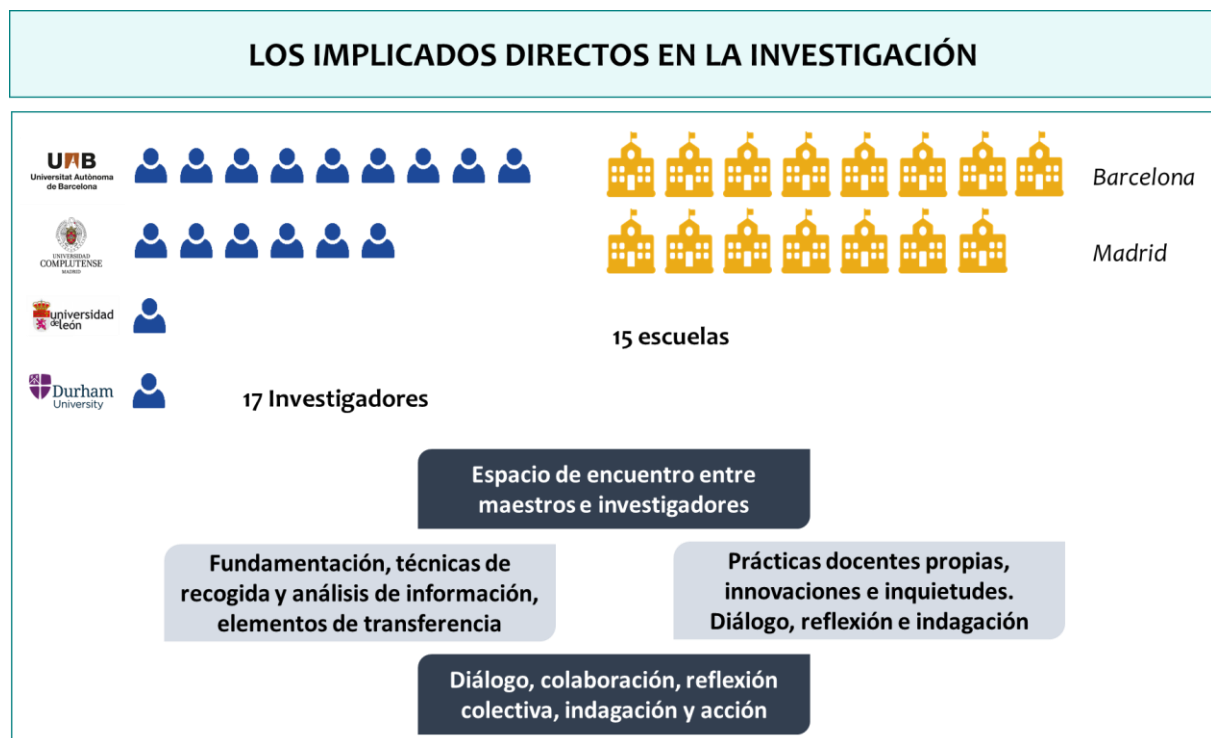 LOS IMPLICADOS DIRECTOS EN LA INVESTIGACIÓN
UAB
Universitat Autònoma
de Barcelona
Barcelona
UNIVERSIDAD
COMPLUTENSE
MADRID
Madrid
universidad
de león
15 escuelas
Durham
University
17 Investigadores
Espacio de encuentro entre
maestros e investigadores
Fundamentación, técnicas de
recogida y análisis de información,
elementos de transferencia
Prácticas docentes propias,
innovaciones e inquietudes.
Diálogo, reflexión e indagación
Diálogo, colaboración, reflexión
colectiva, indagación y acción